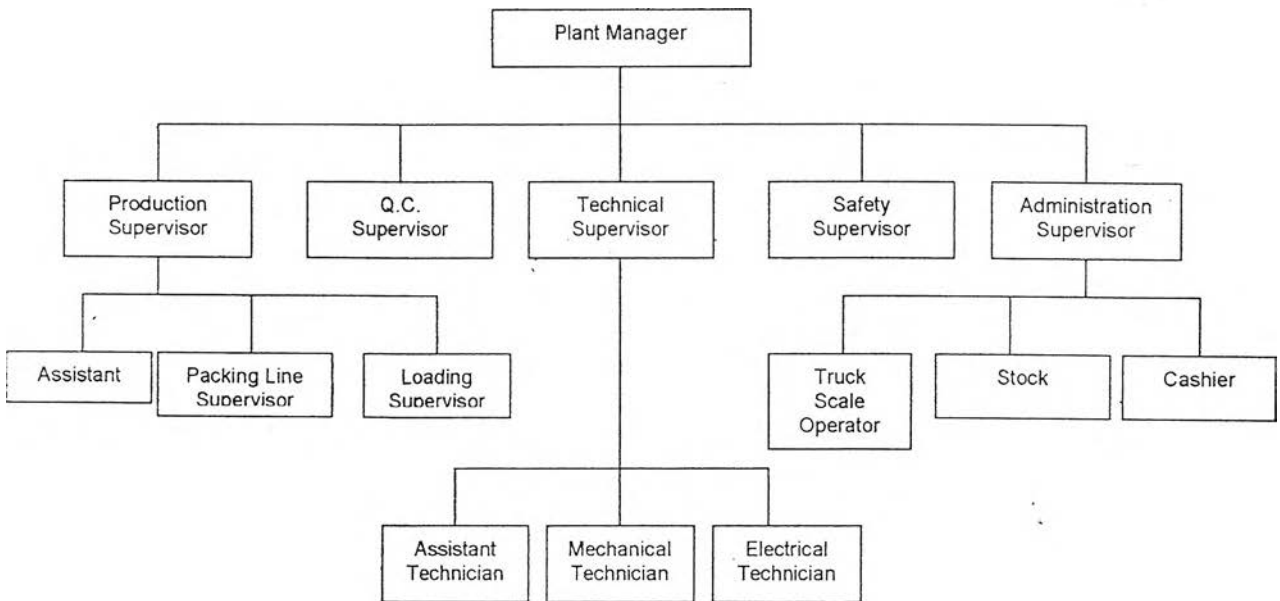 Plant Manager
Production
Supervisor
Q.C.
Supervisor
Technical
Supervisor
Safety
Supervisor
Administration
Supervisor
Assistant
Packing Line
Supervisor
Loading
Supervisor
Truck
Scale
Operator
Stock
Cashier
Assistant
Technician
Mechanical
Technician
Electrical
Technician